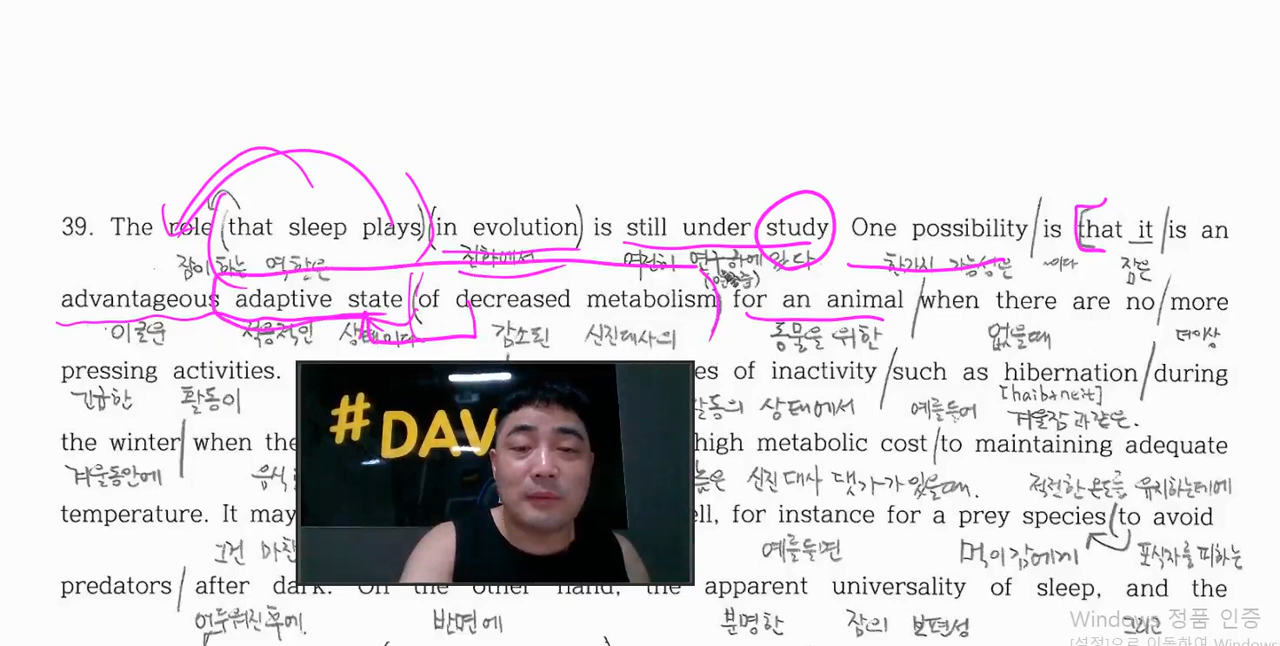 39. The role (that sleep plays) (in evolution) is still under study One possibility / is [that it / is an
잠이 하는 역할은 진화에서 여전히 연구 하에 있다 한가지 가능성은 이다 잠은
advantageous adaptive state (of decreased metabolism) for an animal / when there are no / more
이로운 적응적인 상태이다 감소된 신진대사의 동물을 위한 없을때 더이상
pressing activities. es of inactivity / such as hibernation / during
긴급한 활동이 활동의 상태에서 예를들어 겨울잠과 같은.
the winter / when the high metabolic cost / to maintaining adequate
겨울동안에 음식 높은 신진대사 댓가가 있을때. 적절한 온도를 유지하는데에
temperature. It may ell, for instance for a prey species / to avoid
그건 마찬 예를들면 먹이감에게 포식자를 피하는
predators / after dark. On the other hand, the apparent universality of sleep, and the
어두워진후에. 반면에 분명한 잠의 보편성 그리고
#DAV
Windows 정품 인증